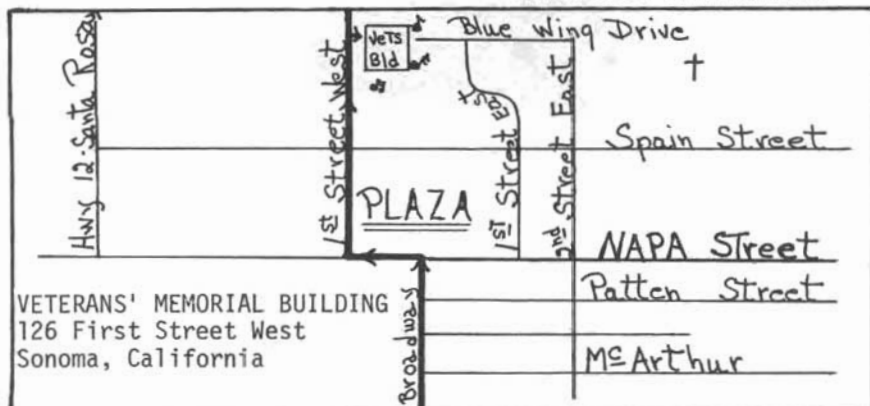 Blue Wing Drive
Vets
Bld
Hwy 12-Santa Rosa
1st Street West
1st Street East
2nd Street East
Spain Street
PLAZA
NAPA Street
Patten Street
VETERANS' MEMORIAL BUILDING
126 First Street West
Sonoma, California
Broadway
McArthur